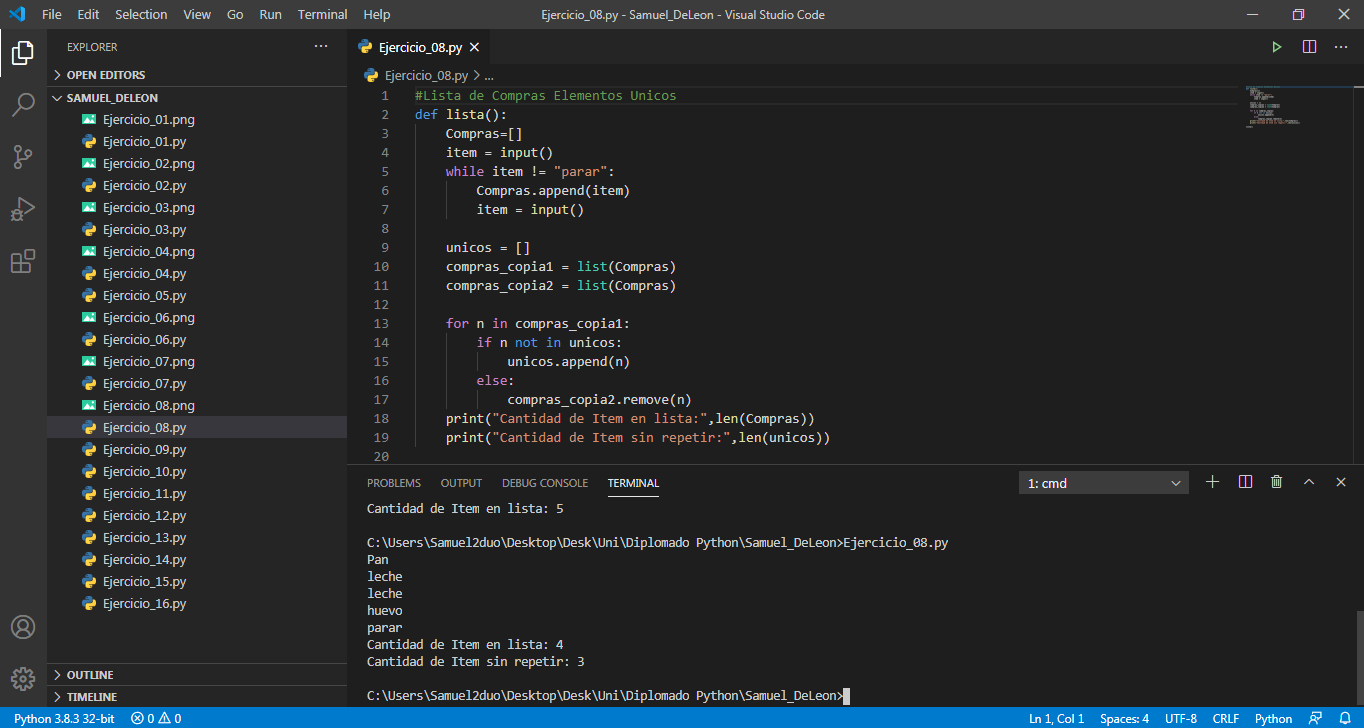 File Edit Selection View Go Run Terminal Help Ejercicio_08.py - Samuel_DeLeon - Visual Studio Code
EXPLORER
OPEN EDITORS
SAMUEL_DELEON
Ejercicio_01.png
Ejercicio_01.py
Ejercicio_02.png
Ejercicio_02.py
Ejercicio_03.png
Ejercicio_03.py
Ejercicio_04.png
Ejercicio_04.py
Ejercicio_05.py
Ejercicio_06.png
Ejercicio_06.py
Ejercicio_07.png
Ejercicio_07.py
Ejercicio_08.png
Ejercicio_08.py
Ejercicio_09.py
Ejercicio_10.py
Ejercicio_11.py
Ejercicio_12.py
Ejercicio_13.py
Ejercicio_14.py
Ejercicio_15.py
Ejercicio_16.py
OUTLINE
TIMELINE
Ejercicio_08.py
Ejercicio_08.py > ...
1 #Lista de Compras Elementos Unicos
2 def lista():
3     Compras=[]
4     item = input()
5     while item != "parar":
6         Compras.append(item)
7         item = input()
8
9     unicos = []
10     compras_copia1 = list(Compras)
11     compras_copia2 = list(Compras)
12
13     for n in compras_copia1:
14         if n not in unicos:
15             unicos.append(n)
16         else:
17             compras_copia2.remove(n)
18     print("Cantidad de Item en lista:",len(Compras))
19     print("Cantidad de Item sin repetir:",len(unicos))
20
PROBLEMS OUTPUT DEBUG CONSOLE TERMINAL 1: cmd
Cantidad de Item en lista: 5
C:\Users\Samuel2duo\Desktop\Desk\Uni\Diplomado Python\Samuel_DeLeon>Ejercicio_08.py
Pan
leche
leche
huevo
parar
Cantidad de Item en lista: 4
Cantidad de Item sin repetir: 3
C:\Users\Samuel2duo\Desktop\Desk\Uni\Diplomado Python\Samuel_DeLeon>
Python 3.8.3 32-bit 0 0 Ln 1, Col 1 Spaces: 4 UTF-8 CRLF Python